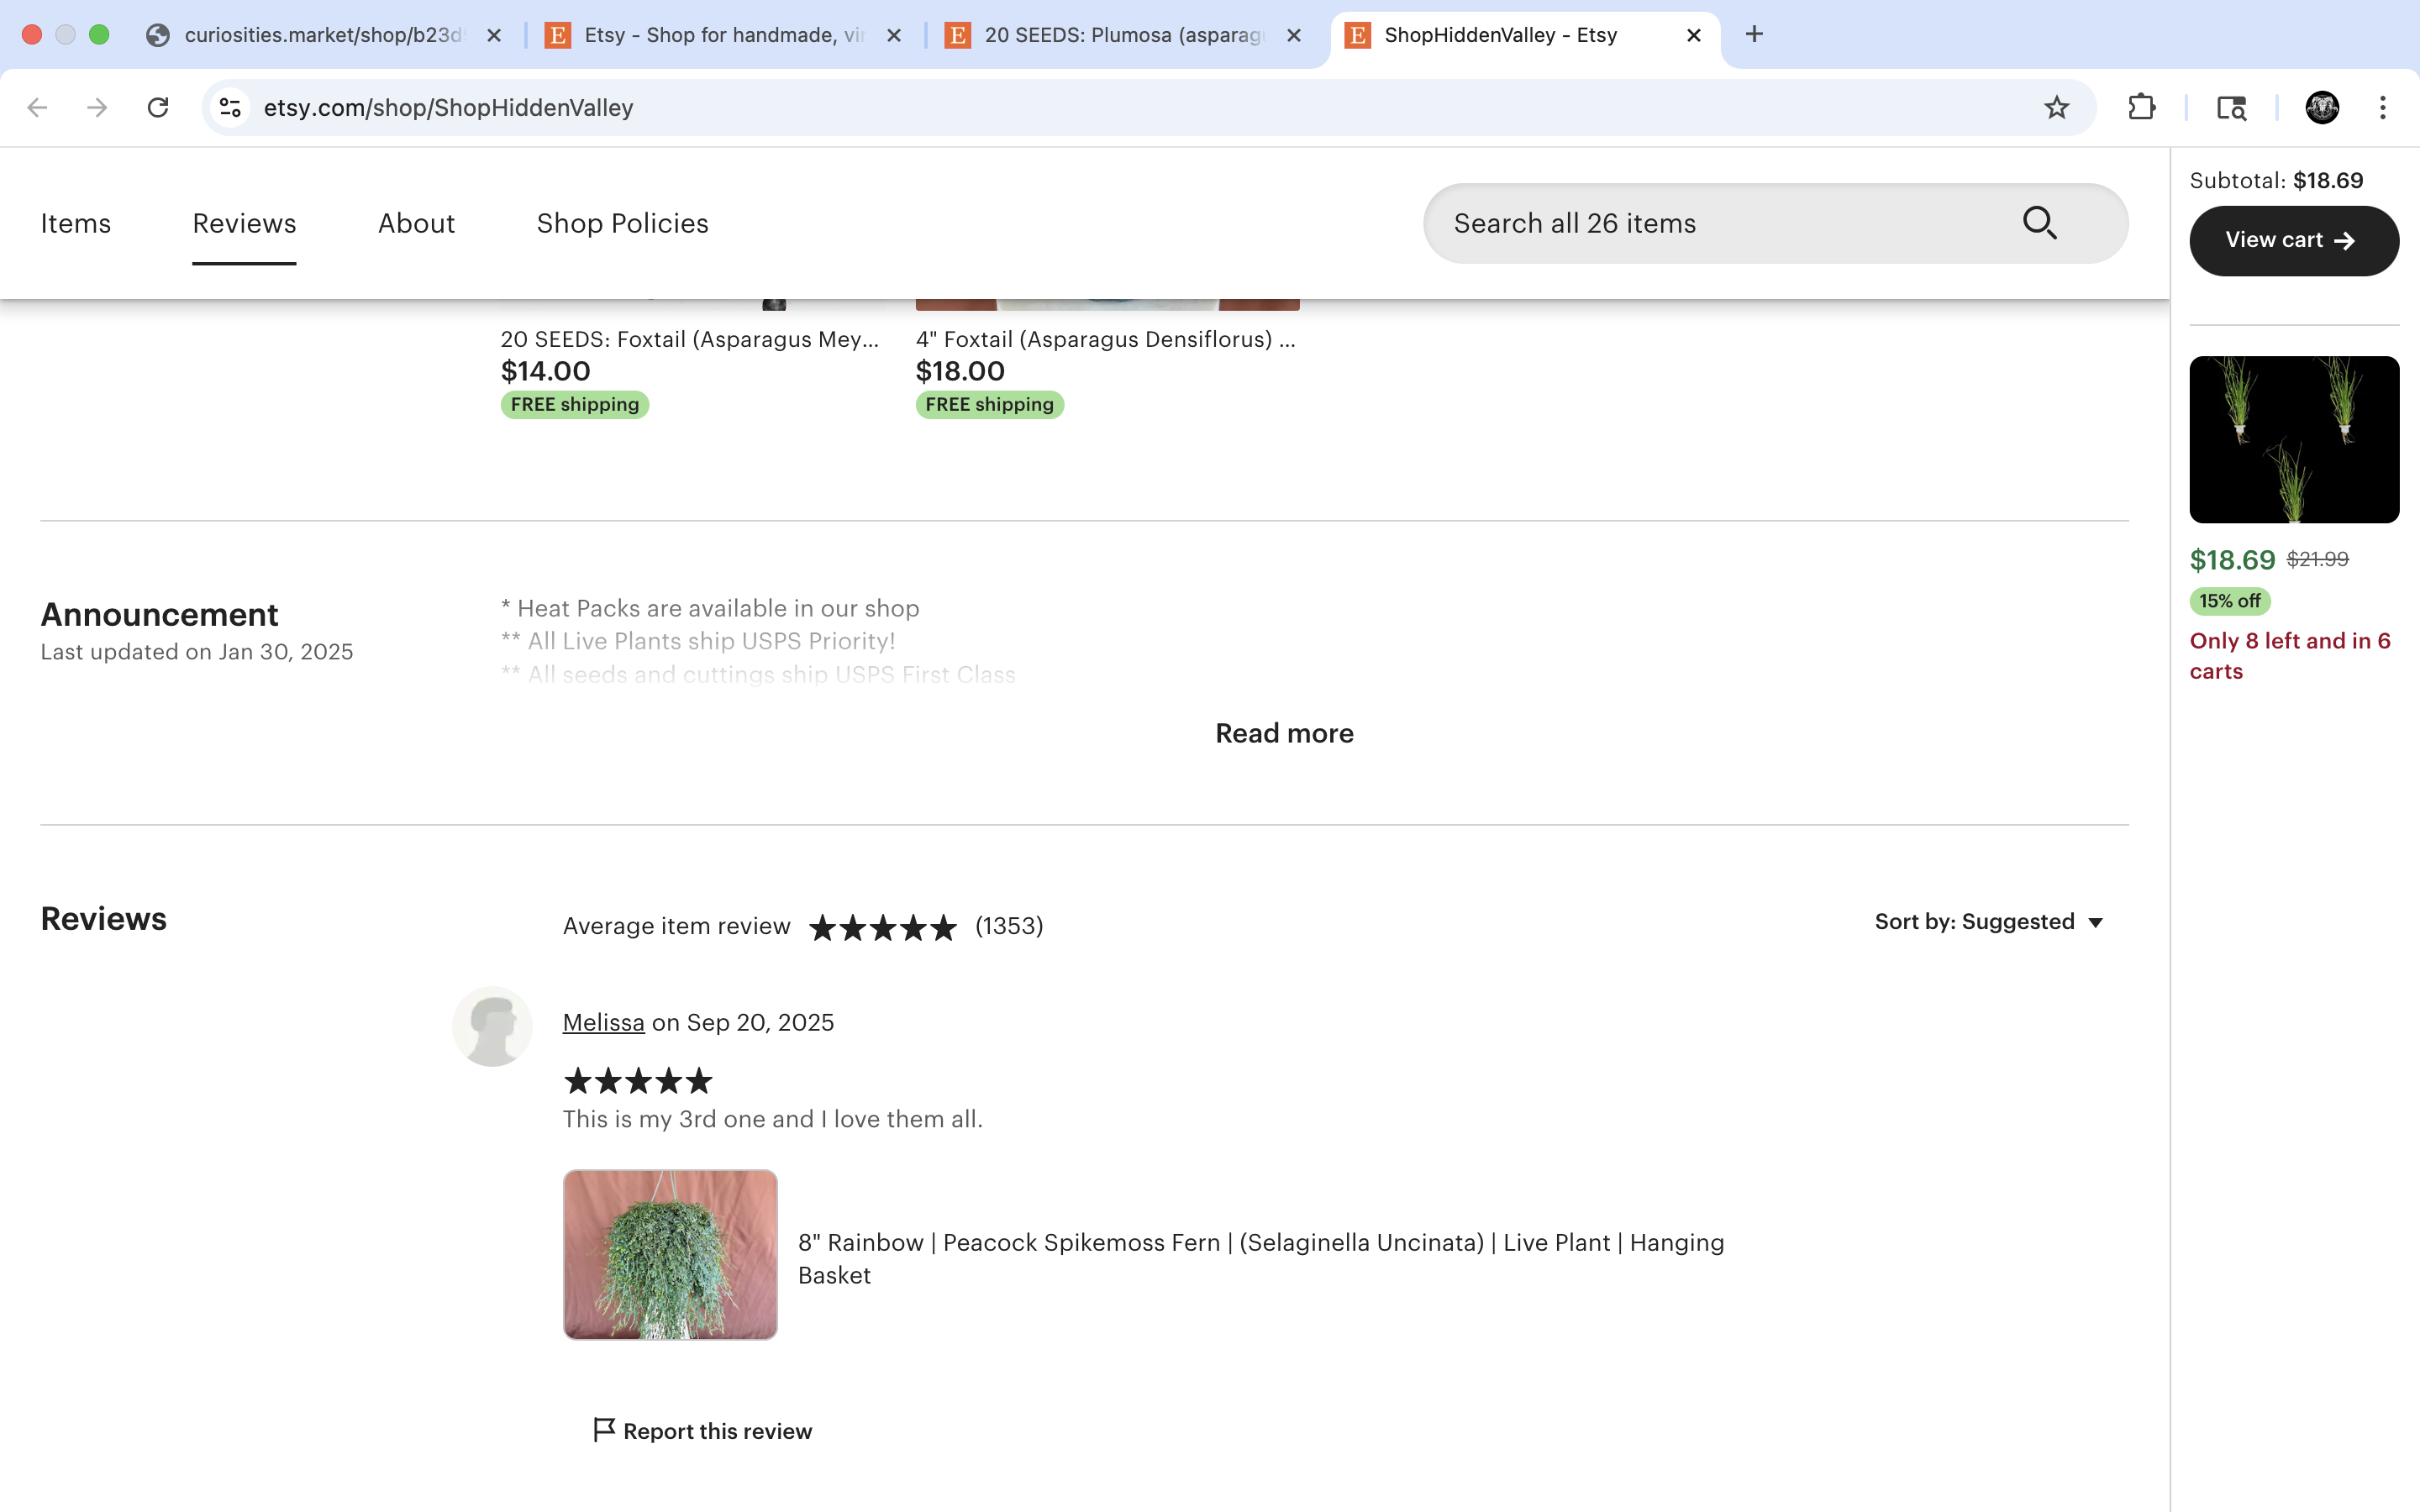 curiosities.market/shop/b23d
Etsy - Shop for handmade, vi
20 SEEDS: Plumosa (asparag
ShopHiddenValley - Etsy
etsy.com/shop/ShopHiddenValley
Items
Reviews
About
Shop Policies
Search all 26 items
Subtotal: $18.69
View cart →
20 SEEDS: Foxtail (Asparagus Mey...
$14.00
FREE shipping
4" Foxtail (Asparagus Densiflorus) ...
$18.00
FREE shipping
$18.69 $21.99
15% off
Only 8 left and in 6
carts
Announcement
Last updated on Jan 30, 2025
* Heat Packs are available in our shop
** All Live Plants ship USPS Priority!
** All seeds and cuttings ship USPS First Class
Read more
Reviews
Average item review ★★★★★ (1353)
Sort by: Suggested
Melissa on Sep 20, 2025
★★★★★
This is my 3rd one and I love them all.
8" Rainbow | Peacock Spikemoss Fern | (Selaginella Uncinata) | Live Plant | Hanging
Basket
Report this review